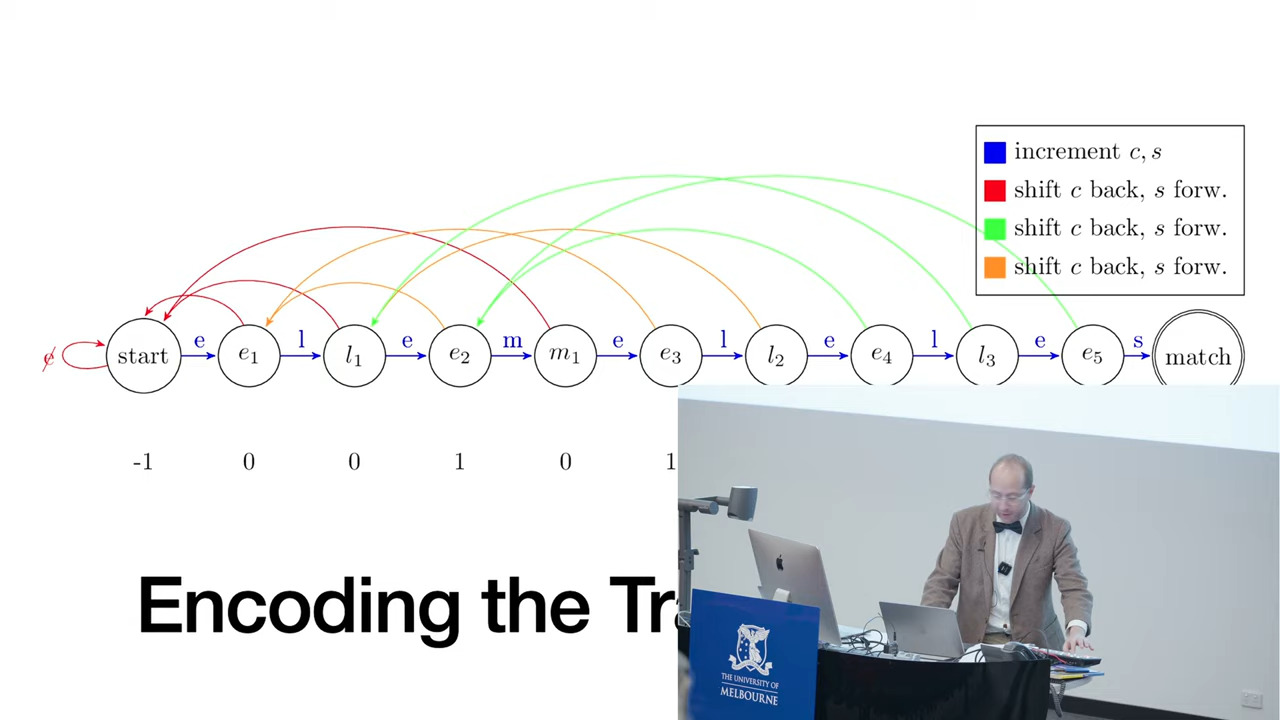 increment c, s
shift c back, s forw.
shift c back, s forw.
shift c back, s forw.
e l e m e l e l e s
e̸ start e₁ l₁ e₂ m₁ e₃ l₂ e₄ l₃ e₅ match
-1 0 0 1 0 1
Encoding the
THE UNIVERSITY OF
MELBOURNE